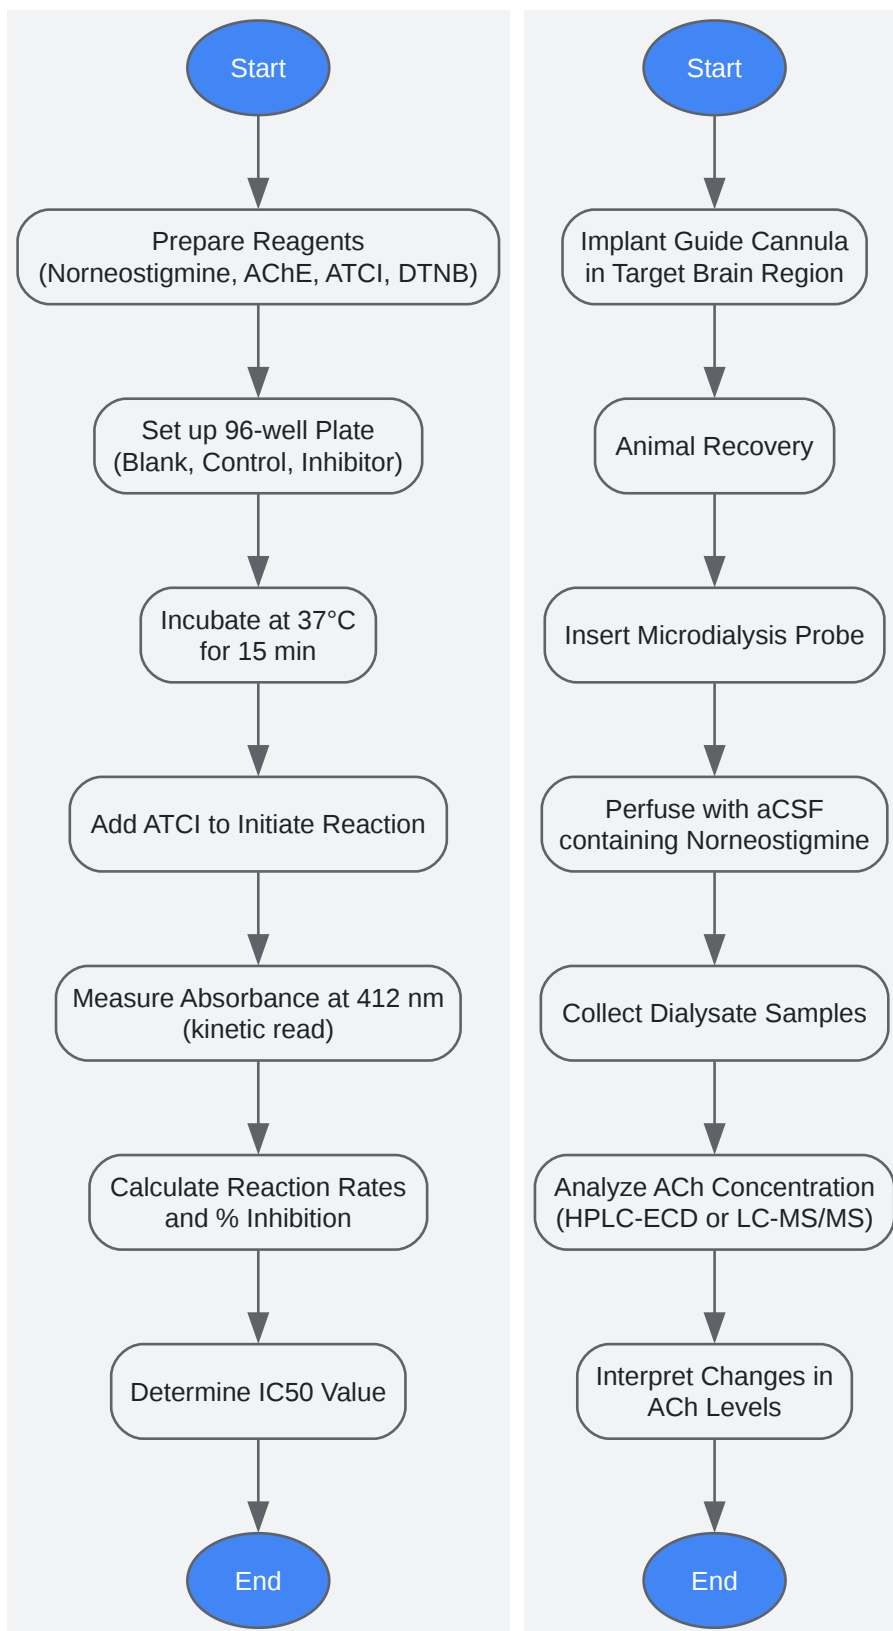 Start
Prepare Reagents
(Norneostigmine, AChE, ATCI, DTNB)
Set up 96-well Plate
(Blank, Control, Inhibitor)
Incubate at 37°C
for 15 min
Add ATCI to Initiate Reaction
Measure Absorbance at 412 nm
(kinetic read)
Calculate Reaction Rates
and % Inhibition
Determine IC50 Value
End
Start
Implant Guide Cannula
in Target Brain Region
Animal Recovery
Insert Microdialysis Probe
Perfuse with aCSF
containing Norneostigmine
Collect Dialysate Samples
Analyze ACh Concentration
(HPLC-ECD or LC-MS/MS)
Interpret Changes in
ACh Levels
End